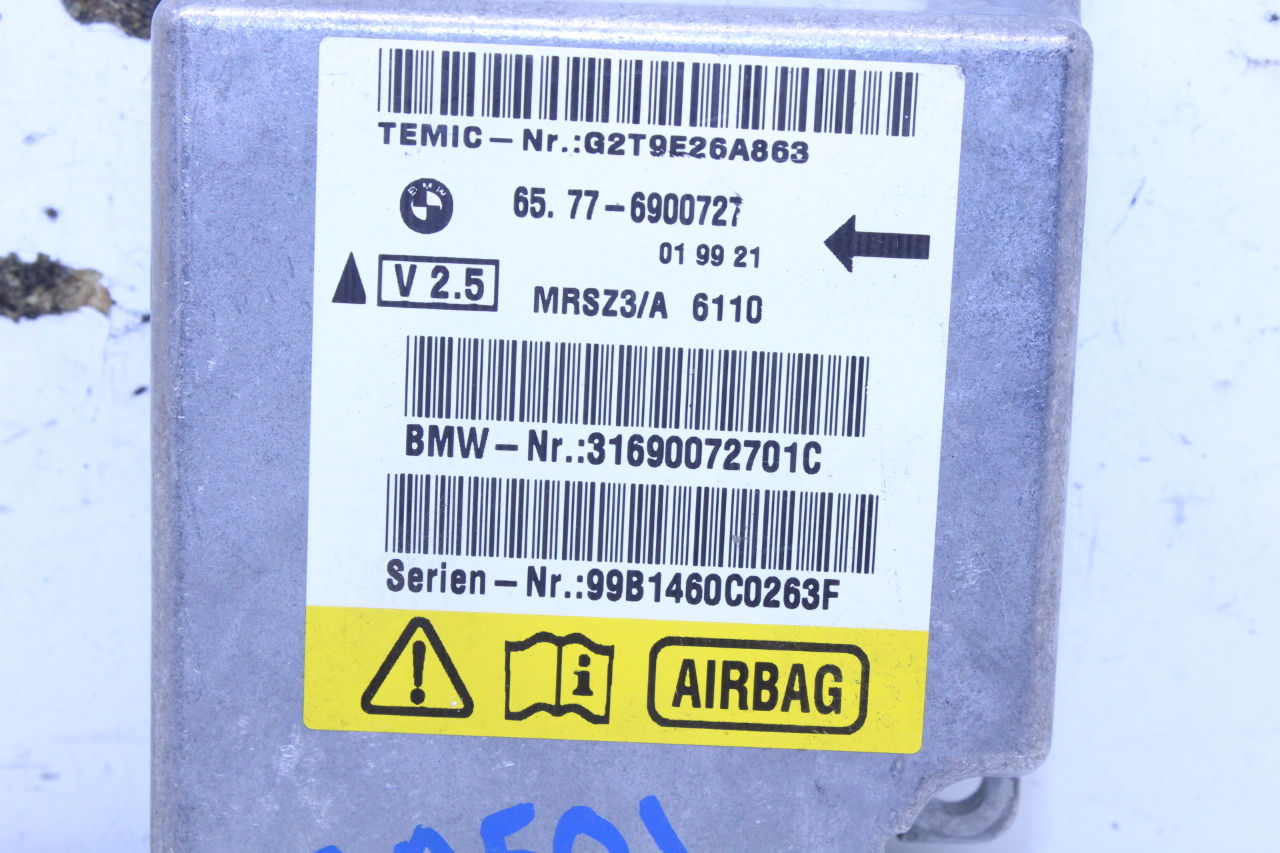 TEMIC-Nr.:G2T9E26A863
BMW
65. 77-6900727
01 99 21
V 2.5
MRSZ3/A 6110
BMW-Nr.:31690072701C
Serien-Nr.:99B1460C0263F
i
AIRBAG